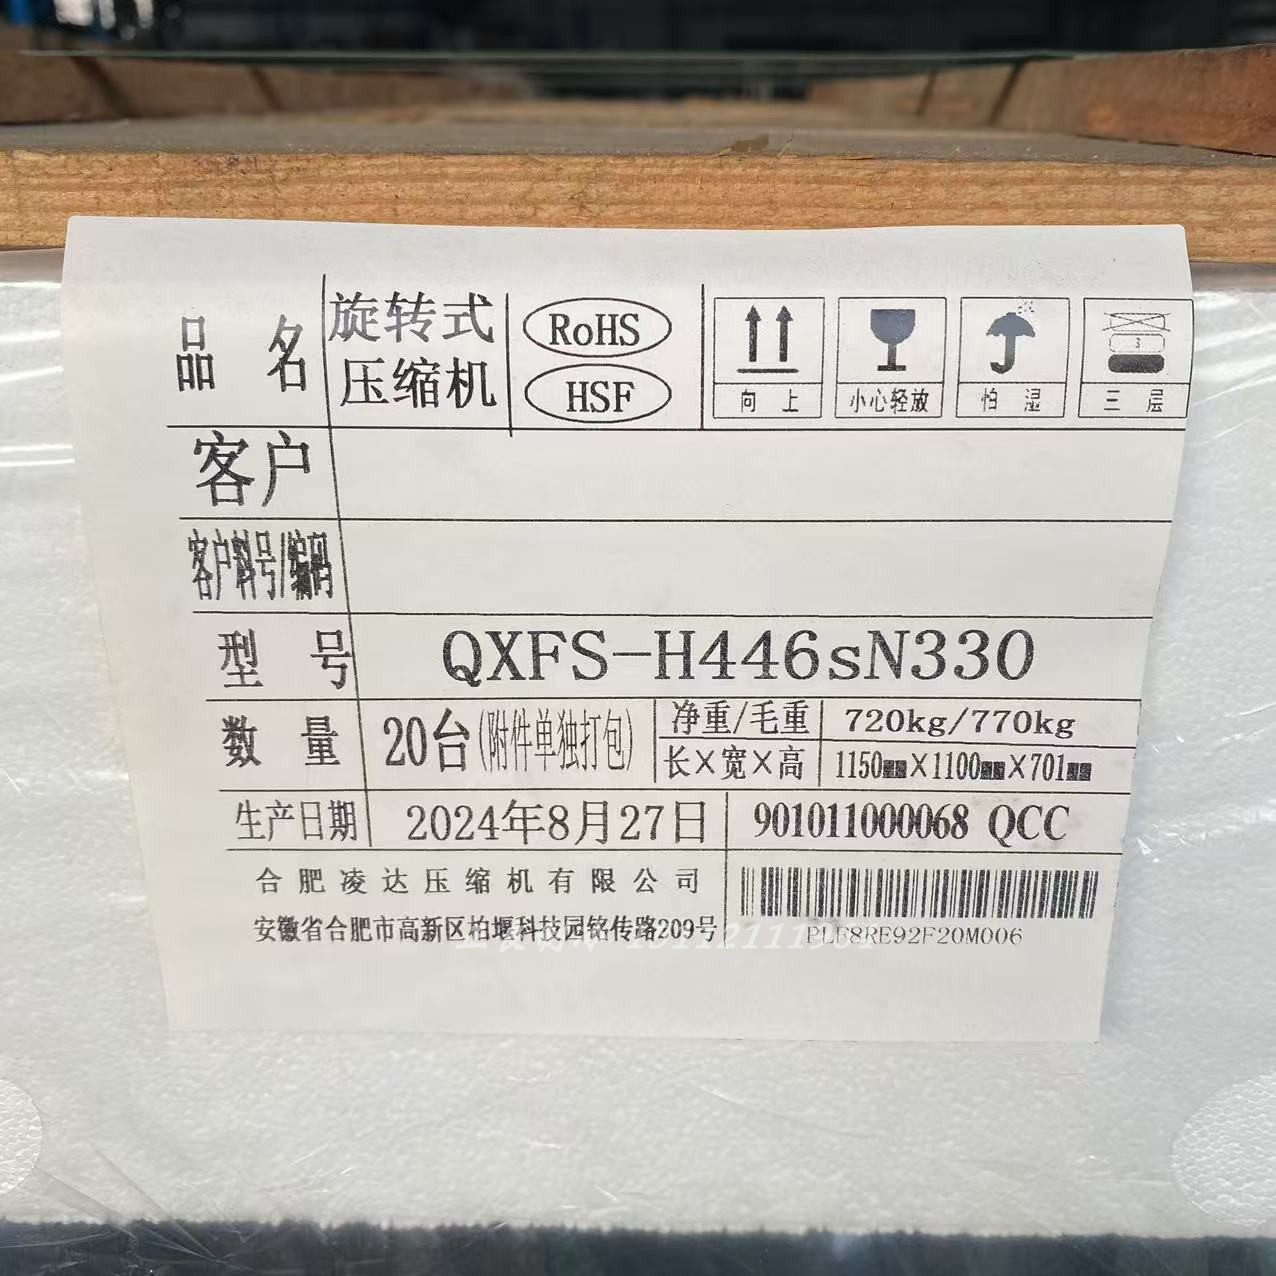 品 名 旋转式压缩机 RoHS HSF
向 上 小心轻放 怕 湿 三 层
3
客户
客户料号/编码
型 号 QXFS-H446sN330
数 量 20台(附件单独打包) 净重/毛重 720kg/770kg
长×宽×高 1150mm×1100mm×701mm
生产日期 2024年8月27日 901011000068 QCC
合肥凌达压缩机有限公司
安徽省合肥市高新区柏堰科技园铭传路209号